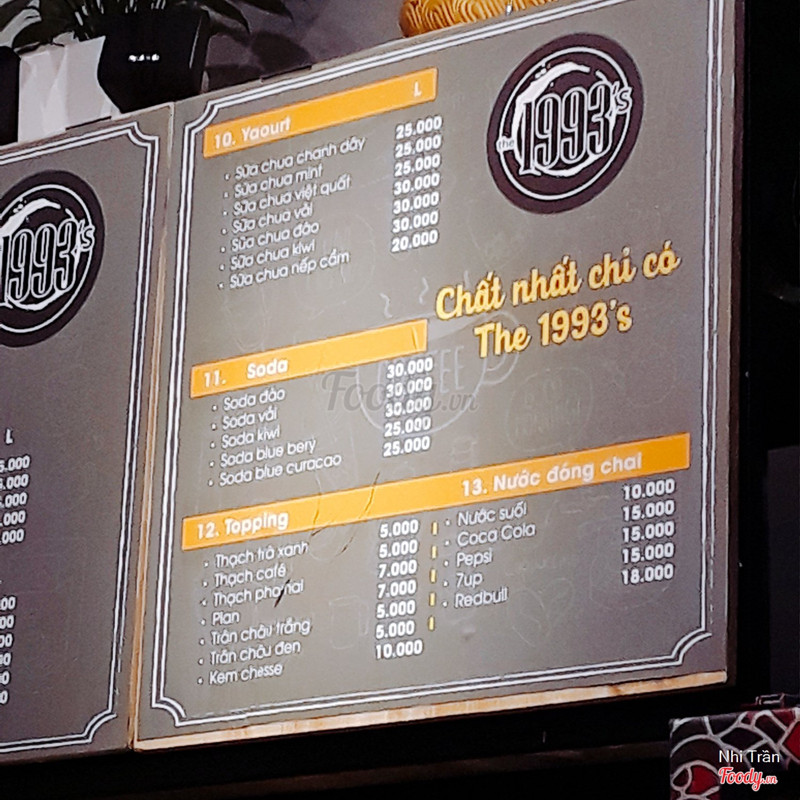 the 1993's
10. Yaourt L
Sữa chua chanh dây 25.000
Sữa chua mint 25.000
Sữa chua việt quất 25.000
Sữa chua vải 30.000
Sữa chua đào 30.000
Sữa chua kiwi 30.000
Sữa chua nếp cẩm 20.000
Chất nhất chỉ có
The 1993's
11. Soda
Soda đào 30.000
Soda vải 30.000
Soda kiwi 30.000
Soda blue bery 25.000
Soda blue curacao 25.000
12. Topping
Thạch trà xanh 5.000
Thạch café 5.000
Thạch pho mai 7.000
Plan 7.000
Trân châu trắng 5.000
Trân châu đen 5.000
Kem chesse 10.000
13. Nước đóng chai
Nước suối 10.000
Coca Cola 15.000
Pepsi 15.000
7up 15.000
Redbull 18.000
1993's
L
Foody.vn
Nhi Trần
Foody.vn